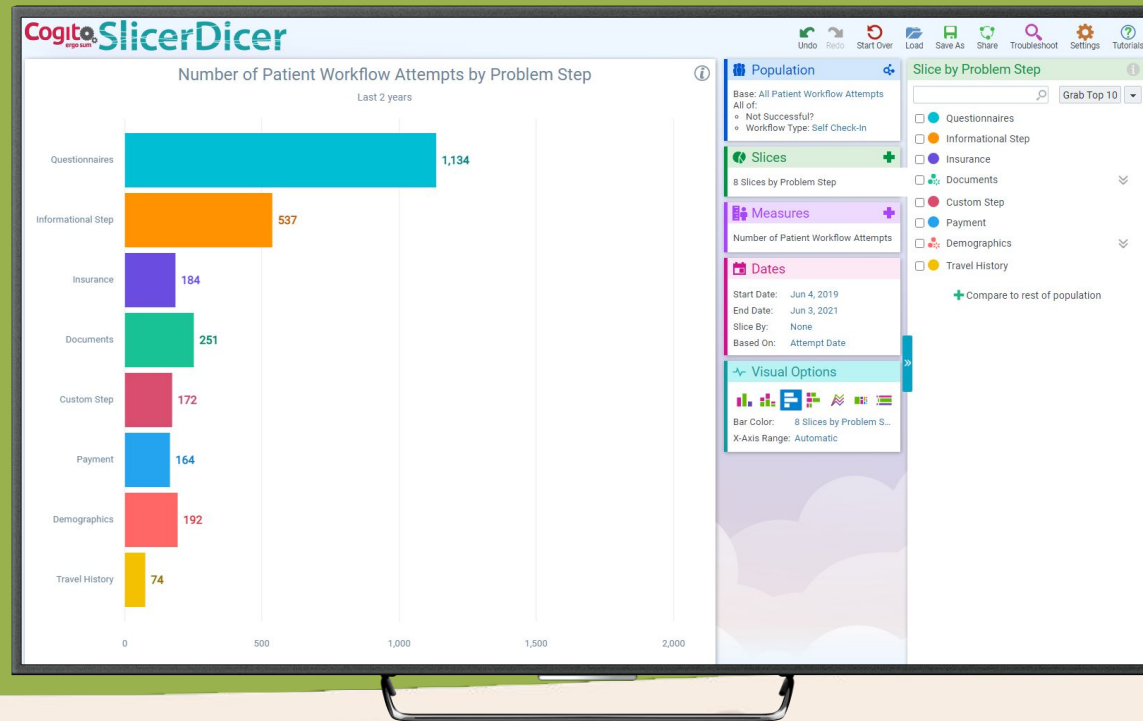 Cogito
ergo sum
SlicerDicer
Undo
Redo
Start Over
Load
Save As
Share
Troubleshoot
Settings
Tutorials
Number of Patient Workflow Attempts by Problem Step
Last 2 years
Questionnaires
1,134
Informational Step
537
Insurance
184
Documents
251
Custom Step
172
Payment
164
Demographics
192
Travel History
74
0
500
1,000
1,500
2,000
Population
Base: All Patient Workflow Attempts
All of:
Not Successful?
Workflow Type: Self Check-In
Slices
8 Slices by Problem Step
Measures
Number of Patient Workflow Attempts
Dates
Start Date: Jun 4, 2019
End Date: Jun 3, 2021
Slice By: None
Based On: Attempt Date
Visual Options
Bar Color: 8 Slices by Problem S...
X-Axis Range: Automatic
Slice by Problem Step
Grab Top 10
Questionnaires
Informational Step
Insurance
Documents
Custom Step
Payment
Demographics
Travel History
Compare to rest of population